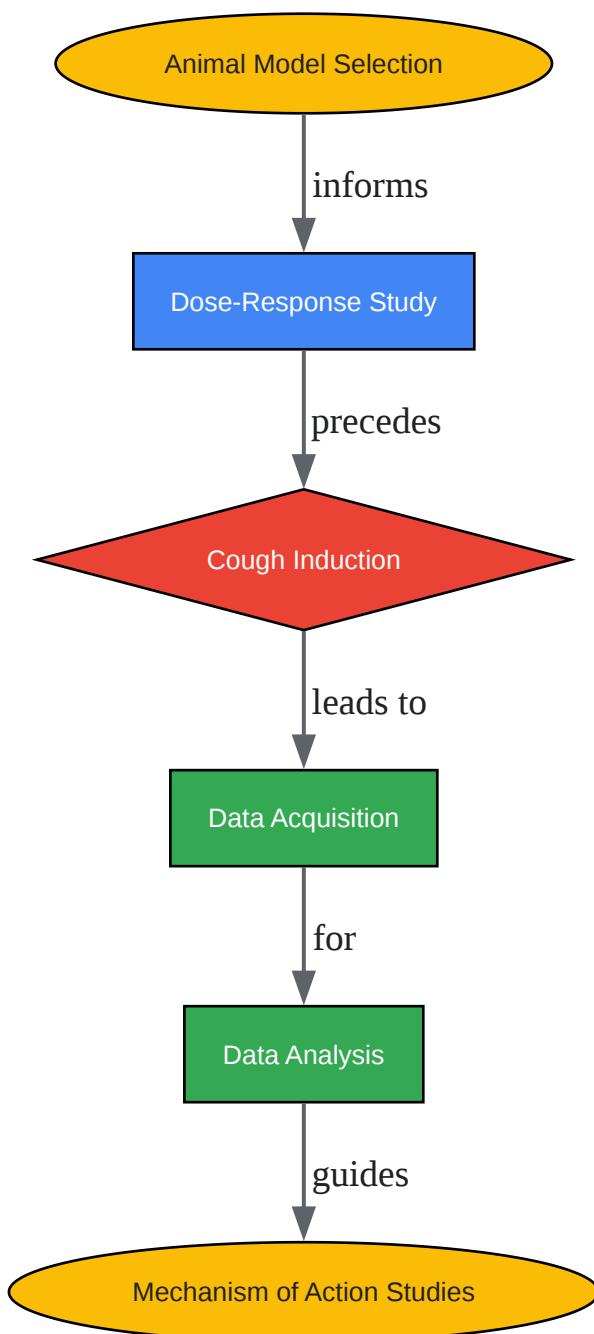 Animal Model Selection
informs
Dose-Response Study
precedes
Cough Induction
leads to
Data Acquisition
for
Data Analysis
guides
Mechanism of Action Studies